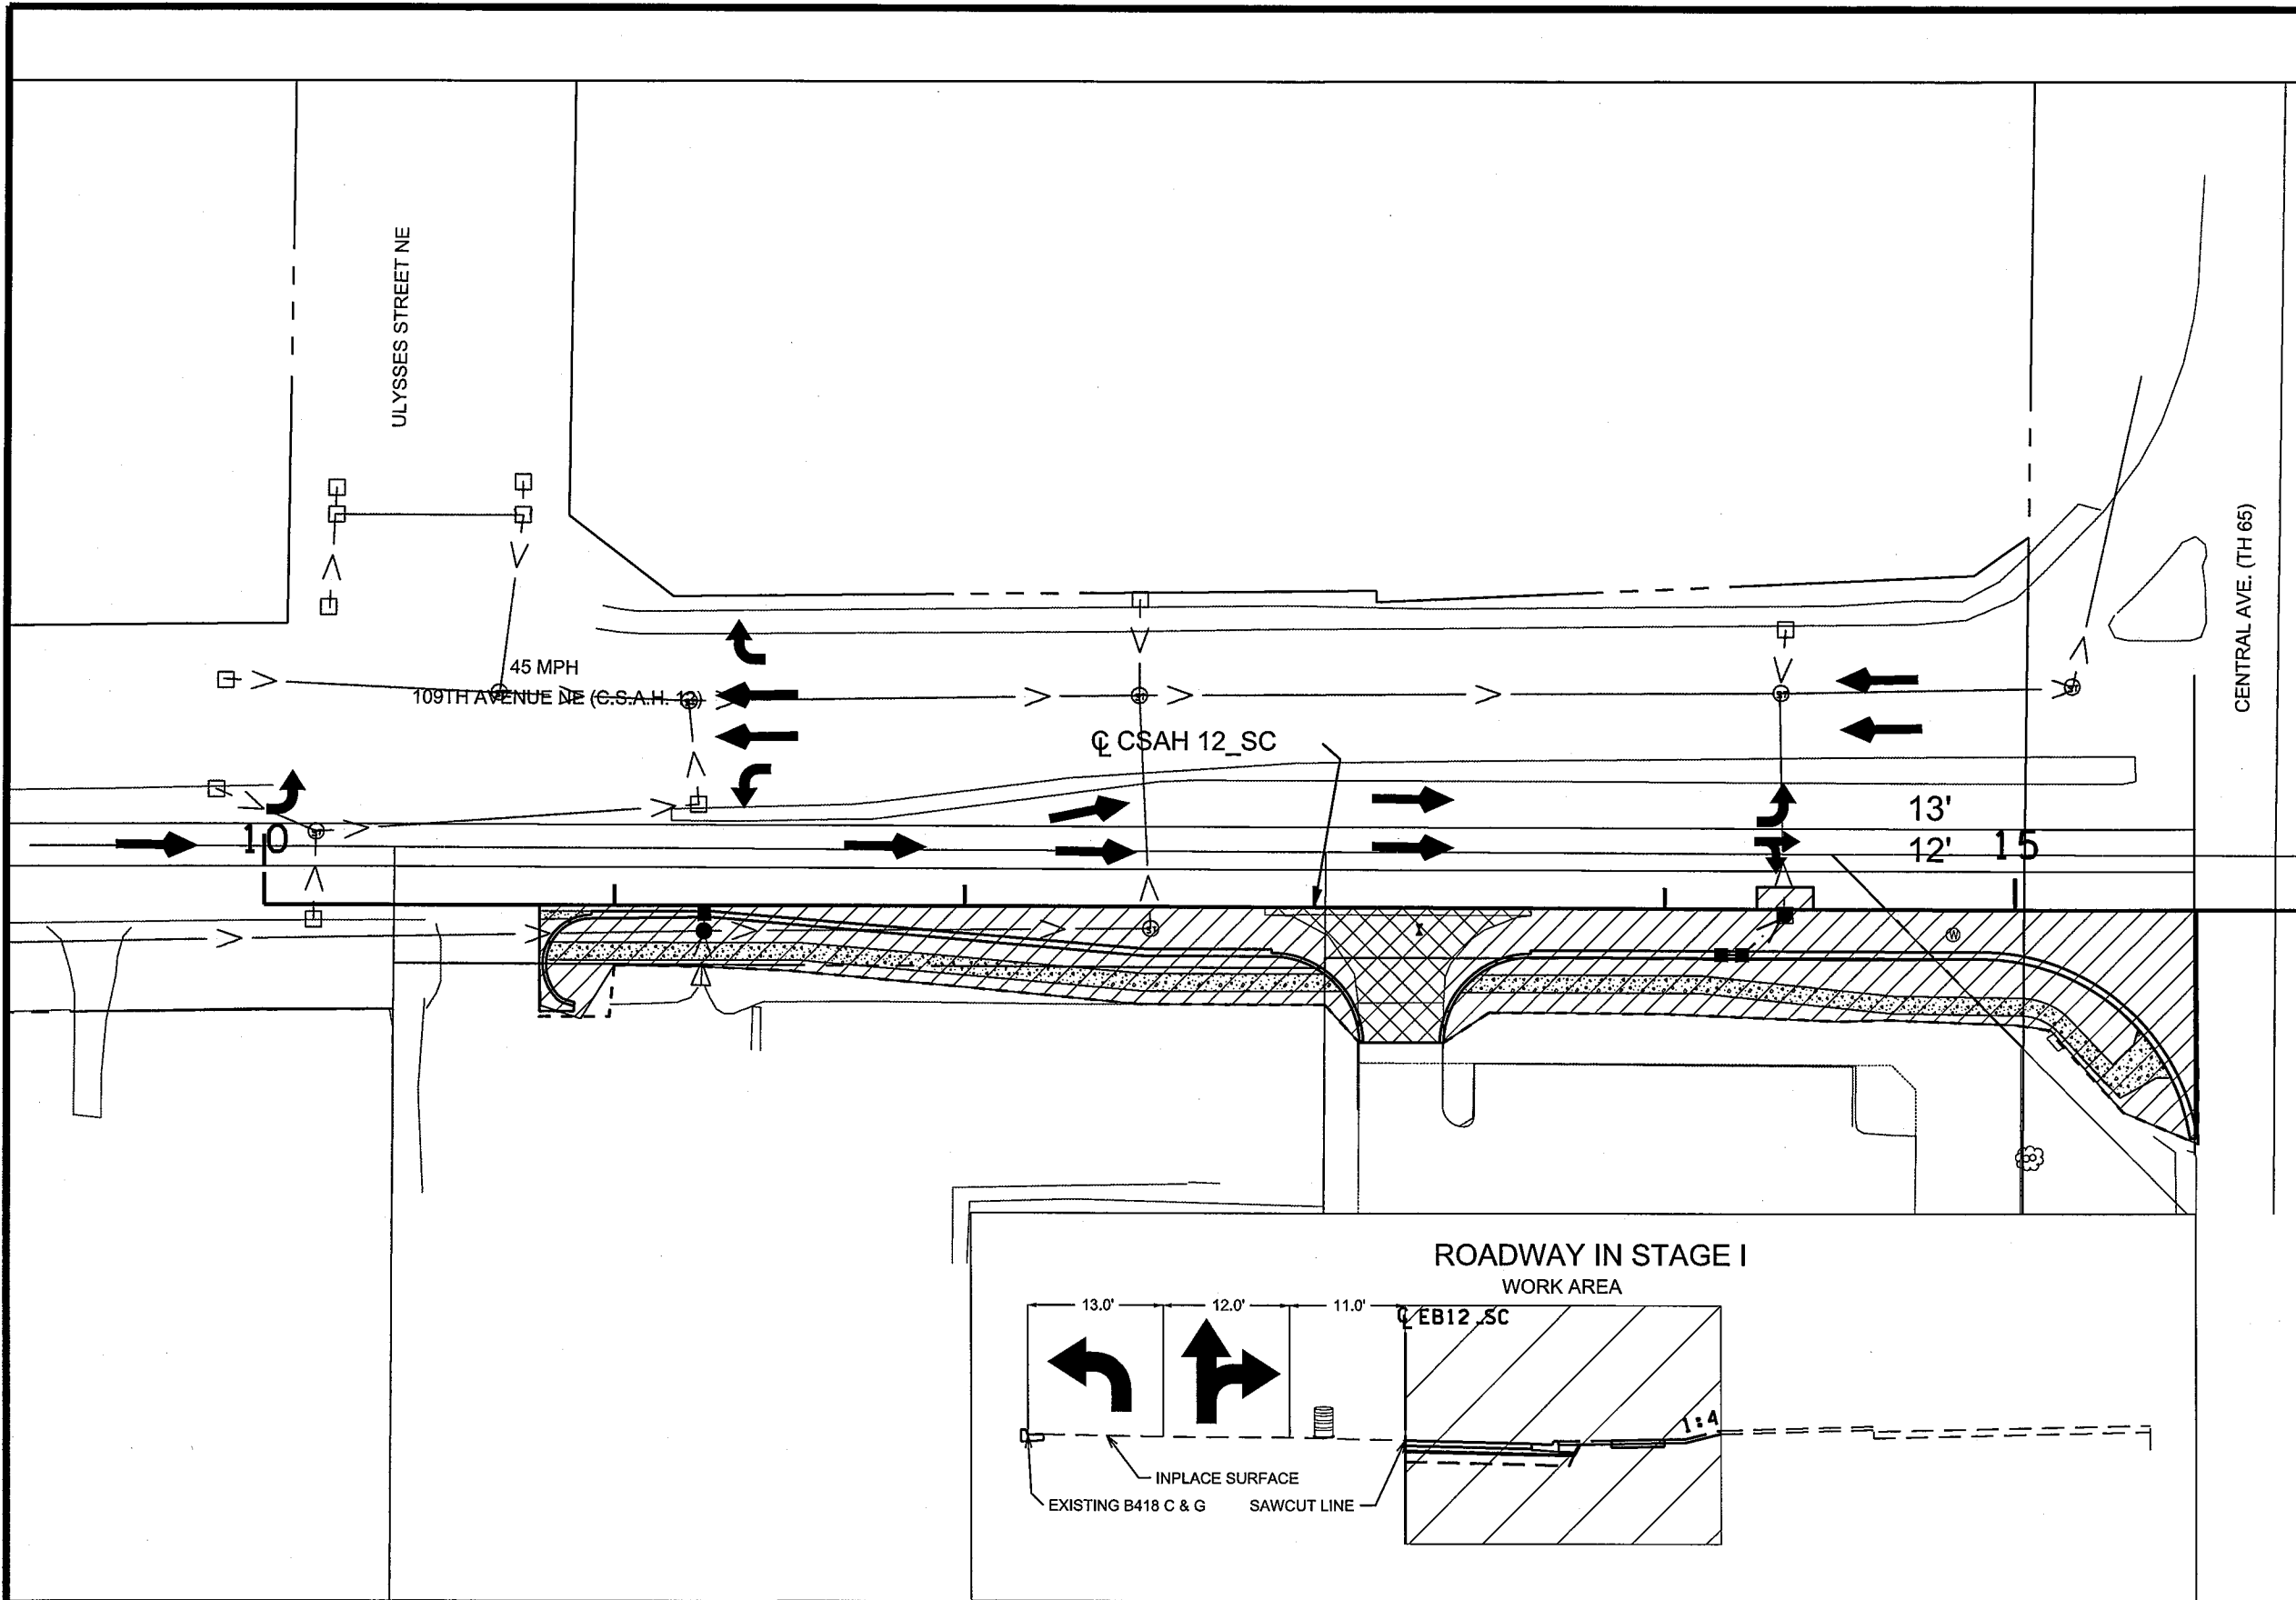 ULYSSES STREET NE
45 MPH
109TH AVENUE NE (C.S.A.H. 12)
CENTRAL AVE. (TH 65)
℄ CSAH 12_SC
13'
10
12'
15
W
ROADWAY IN STAGE I
WORK AREA
13.0'
12.0'
11.0'
℄ EB12_SC
1:4
INPLACE SURFACE
EXISTING B418 C & G
SAWCUT LINE